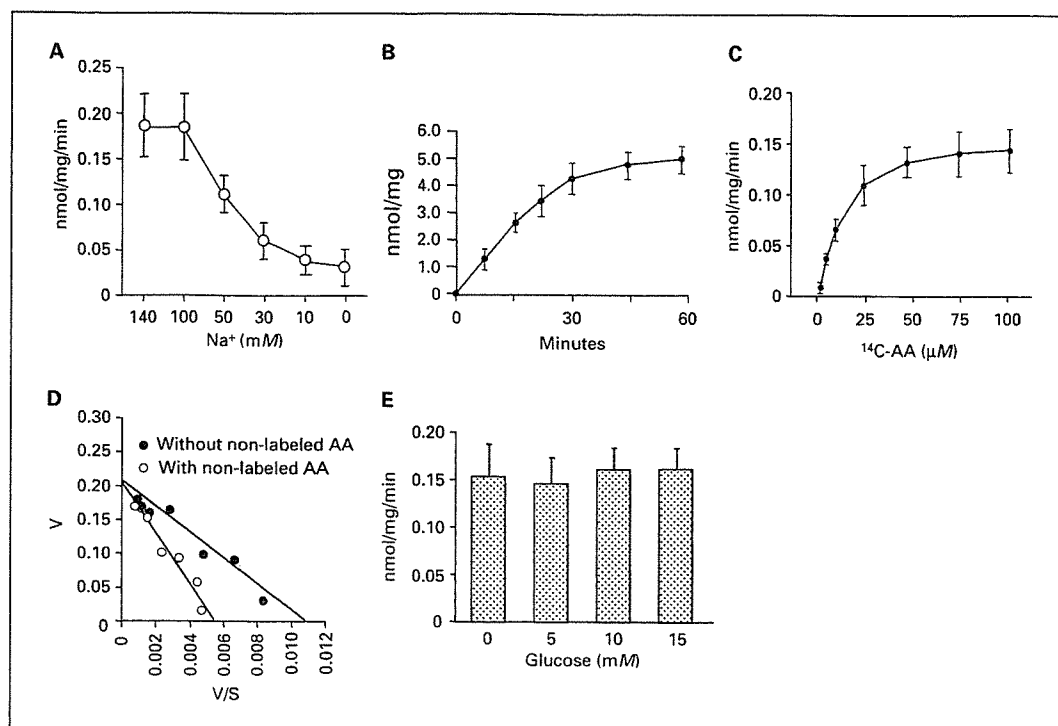 A
nmol/mg/min
0.25
0.20
0.15
0.10
0.05
0
140 100 50 30 10 0
Na⁺ (mM)
B
nmol/mg
6.0
5.0
4.0
3.0
2.0
1.0
0
0 30 60
Minutes
C
nmol/mg/min
0.20
0.15
0.10
0.05
0
0 25 50 75 100
¹⁴C-AA (μM)
D
V
0.30
0.25
0.20
0.15
0.10
0.05
0
Without non-labeled AA
With non-labeled AA
0 0.002 0.004 0.006 0.008 0.010 0.012
V/S
E
nmol/mg/min
0.20
0.15
0.10
0.05
0
0 5 10 15
Glucose (mM)